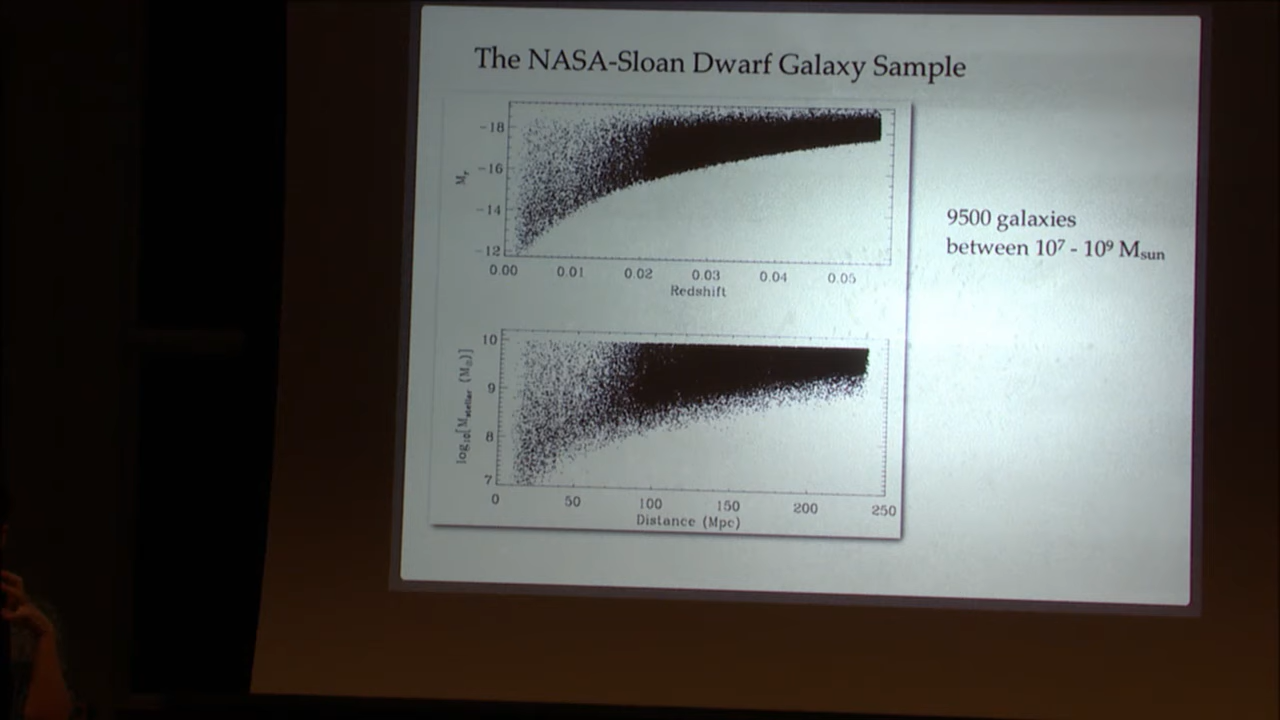 The NASA-Sloan Dwarf Galaxy Sample
-18
-16
-14
-12
M_r
0.00 0.01 0.02 0.03 0.04 0.05
Redshift
9500 galaxies
between 10⁷ - 10⁹ M_sun
10
9
8
7
log₁₀[M_stellar (M_⊙)]
0 50 100 150 200 250
Distance (Mpc)